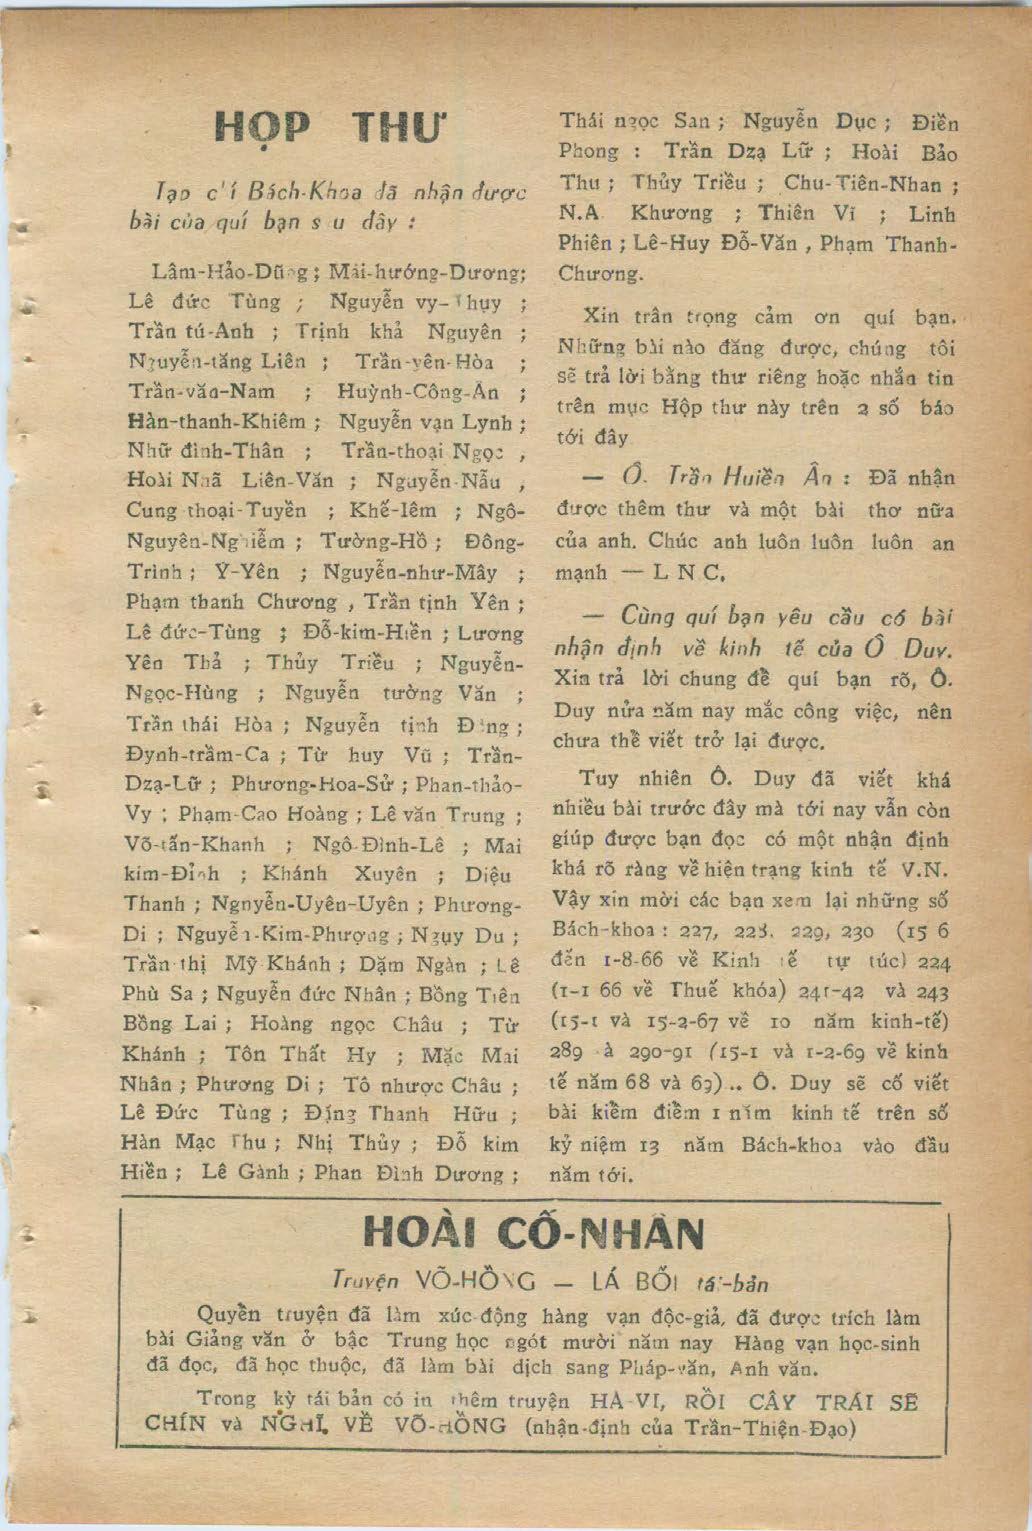 HỘP THƯ
Tạp chí Bách-Khoa đã nhận được
bài của quí bạn sau đây :
Lâm-Hảo-Dũng ; Mai-hướng-Dương;
Lê đức Tùng ; Nguyễn vy-Thụy ;
Trần tú-Anh ; Trịnh khả Nguyên ;
Nguyễn-tăng Liên ; Trần-yên-Hòa ;
Trần-văn-Nam ; Huỳnh-Công-Ân ;
Hàn-thanh-Khiêm ; Nguyễn vạn Lynh ;
Nhữ đình-Thân ; Trần-thoại Ngọc ,
Hoài Nhã Liên-Văn ; Nguyễn-Nẫu ,
Cung thoại-Tuyền ; Khế-Iêm ; Ngô-
Nguyên-Nghiễm ; Tường-Hồ ; Đông-
Trình ; Ý-Yên ; Nguyễn-như-Mây ;
Phạm thanh Chương , Trần tịnh Yên ;
Lê đức-Tùng ; Đỗ-kim-Hiền ; Lương
Yên Thả ; Thủy Triều ; Nguyễn-
Ngọc-Hùng ; Nguyễn tường Văn ;
Trần thái Hòa ; Nguyễn tịnh Đông ;
Đynh-trầm-Ca ; Từ huy Vũ ; Trần-
Dzạ-Lữ ; Phương-Hoa-Sử ; Phan-thảo-
Vy ; Phạm-Cao Hoàng ; Lê văn Trung ;
Võ-tấn-Khanh ; Ngô-Đình-Lê ; Mai
kim-Đỉnh ; Khánh Xuyên ; Diệu
Thanh ; Ngnyễn-Uyên-Uyên ; Phương-
Di ; Nguyễn-Kim-Phượng ; Ngụy Du ;
Trần thị Mỹ Khánh ; Dặm Ngàn ; Lê
Phù Sa ; Nguyễn đức Nhân ; Bồng Tiên
Bồng Lai ; Hoàng ngọc Châu ; Từ
Khánh ; Tôn Thất Hy ; Mặc Mai
Nhân ; Phương Di ; Tô nhược Châu ;
Lê Đức Tùng ; Thanh Hữu ;
Hàn Mạc Thu ; Nhị Thủy ; Đỗ kim
Hiền ; Lê Gành ; Phan Đình Dương ;
Thái ngọc San ; Nguyễn Dục ; Điền
Phong : Trần Dzạ Lữ ; Hoài Bảo
Thu ; Thủy Triều ; Chu-Tiên-Nhan ;
N.A. Khương ; Thiên Vĩ ; Linh
Phiên ; Lê-Huy Đỗ-Văn , Phạm Thanh-
Chương.
Xin trân trọng cảm ơn quí bạn.
Những bài nào đăng được, chúng tôi
sẽ trả lời bằng thư riêng hoặc nhắn tin
trên mục Hộp thư này trên 2 số báo
tới đây
— Ô. Trần Huiền Ân : Đã nhận
được thêm thư và một bài thơ nữa
của anh. Chúc anh luôn luôn luôn an
mạnh — L N C.
— Cùng quí bạn yêu cầu có bài
nhận định về kinh tế của Ô Duy.
Xin trả lời chung để quí bạn rõ, Ô.
Duy nửa năm nay mắc công việc, nên
chưa thể viết trở lại được.
Tuy nhiên Ô. Duy đã viết khá
nhiều bài trước đây mà tới nay vẫn còn
giúp được bạn đọc có một nhận định
khá rõ ràng về hiện trạng kinh tế V.N.
Vậy xin mời các bạn xem lại những số
Bách-khoa : 227, 228. 229, 230 (15 6
đến 1-8-66 về Kinh tế tự túc) 224
(1-1 66 về Thuế khóa) 241-42 và 243
(15-1 và 15-2-67 về 10 năm kinh-tế)
289 và 290-91 (15-1 và 1-2-69 về kinh
tế năm 68 và 69) .. Ô. Duy sẽ cố viết
bài kiểm điểm 1 năm kinh tế trên số
kỷ niệm 13 năm Bách-khoa vào đầu
năm tới.
HOÀI CỐ-NHÂN
Truyện VÕ-HỒNG — LÁ BỐI tái-bản
Quyển truyện đã làm xúc động hàng vạn độc-giả, đã được trích làm
bài Giảng văn ở bậc Trung học ngót mười năm nay Hàng vạn học-sinh
đã đọc, đã học thuộc, đã làm bài dịch sang Pháp-văn, Anh văn.
Trong kỳ tái bản có in thêm truyện HÀ-VI, RỒI CÂY TRÁI SẼ
CHÍN và NGHĨ VỀ VÕ-HỒNG (nhận-định của Trần-Thiện-Đạo)